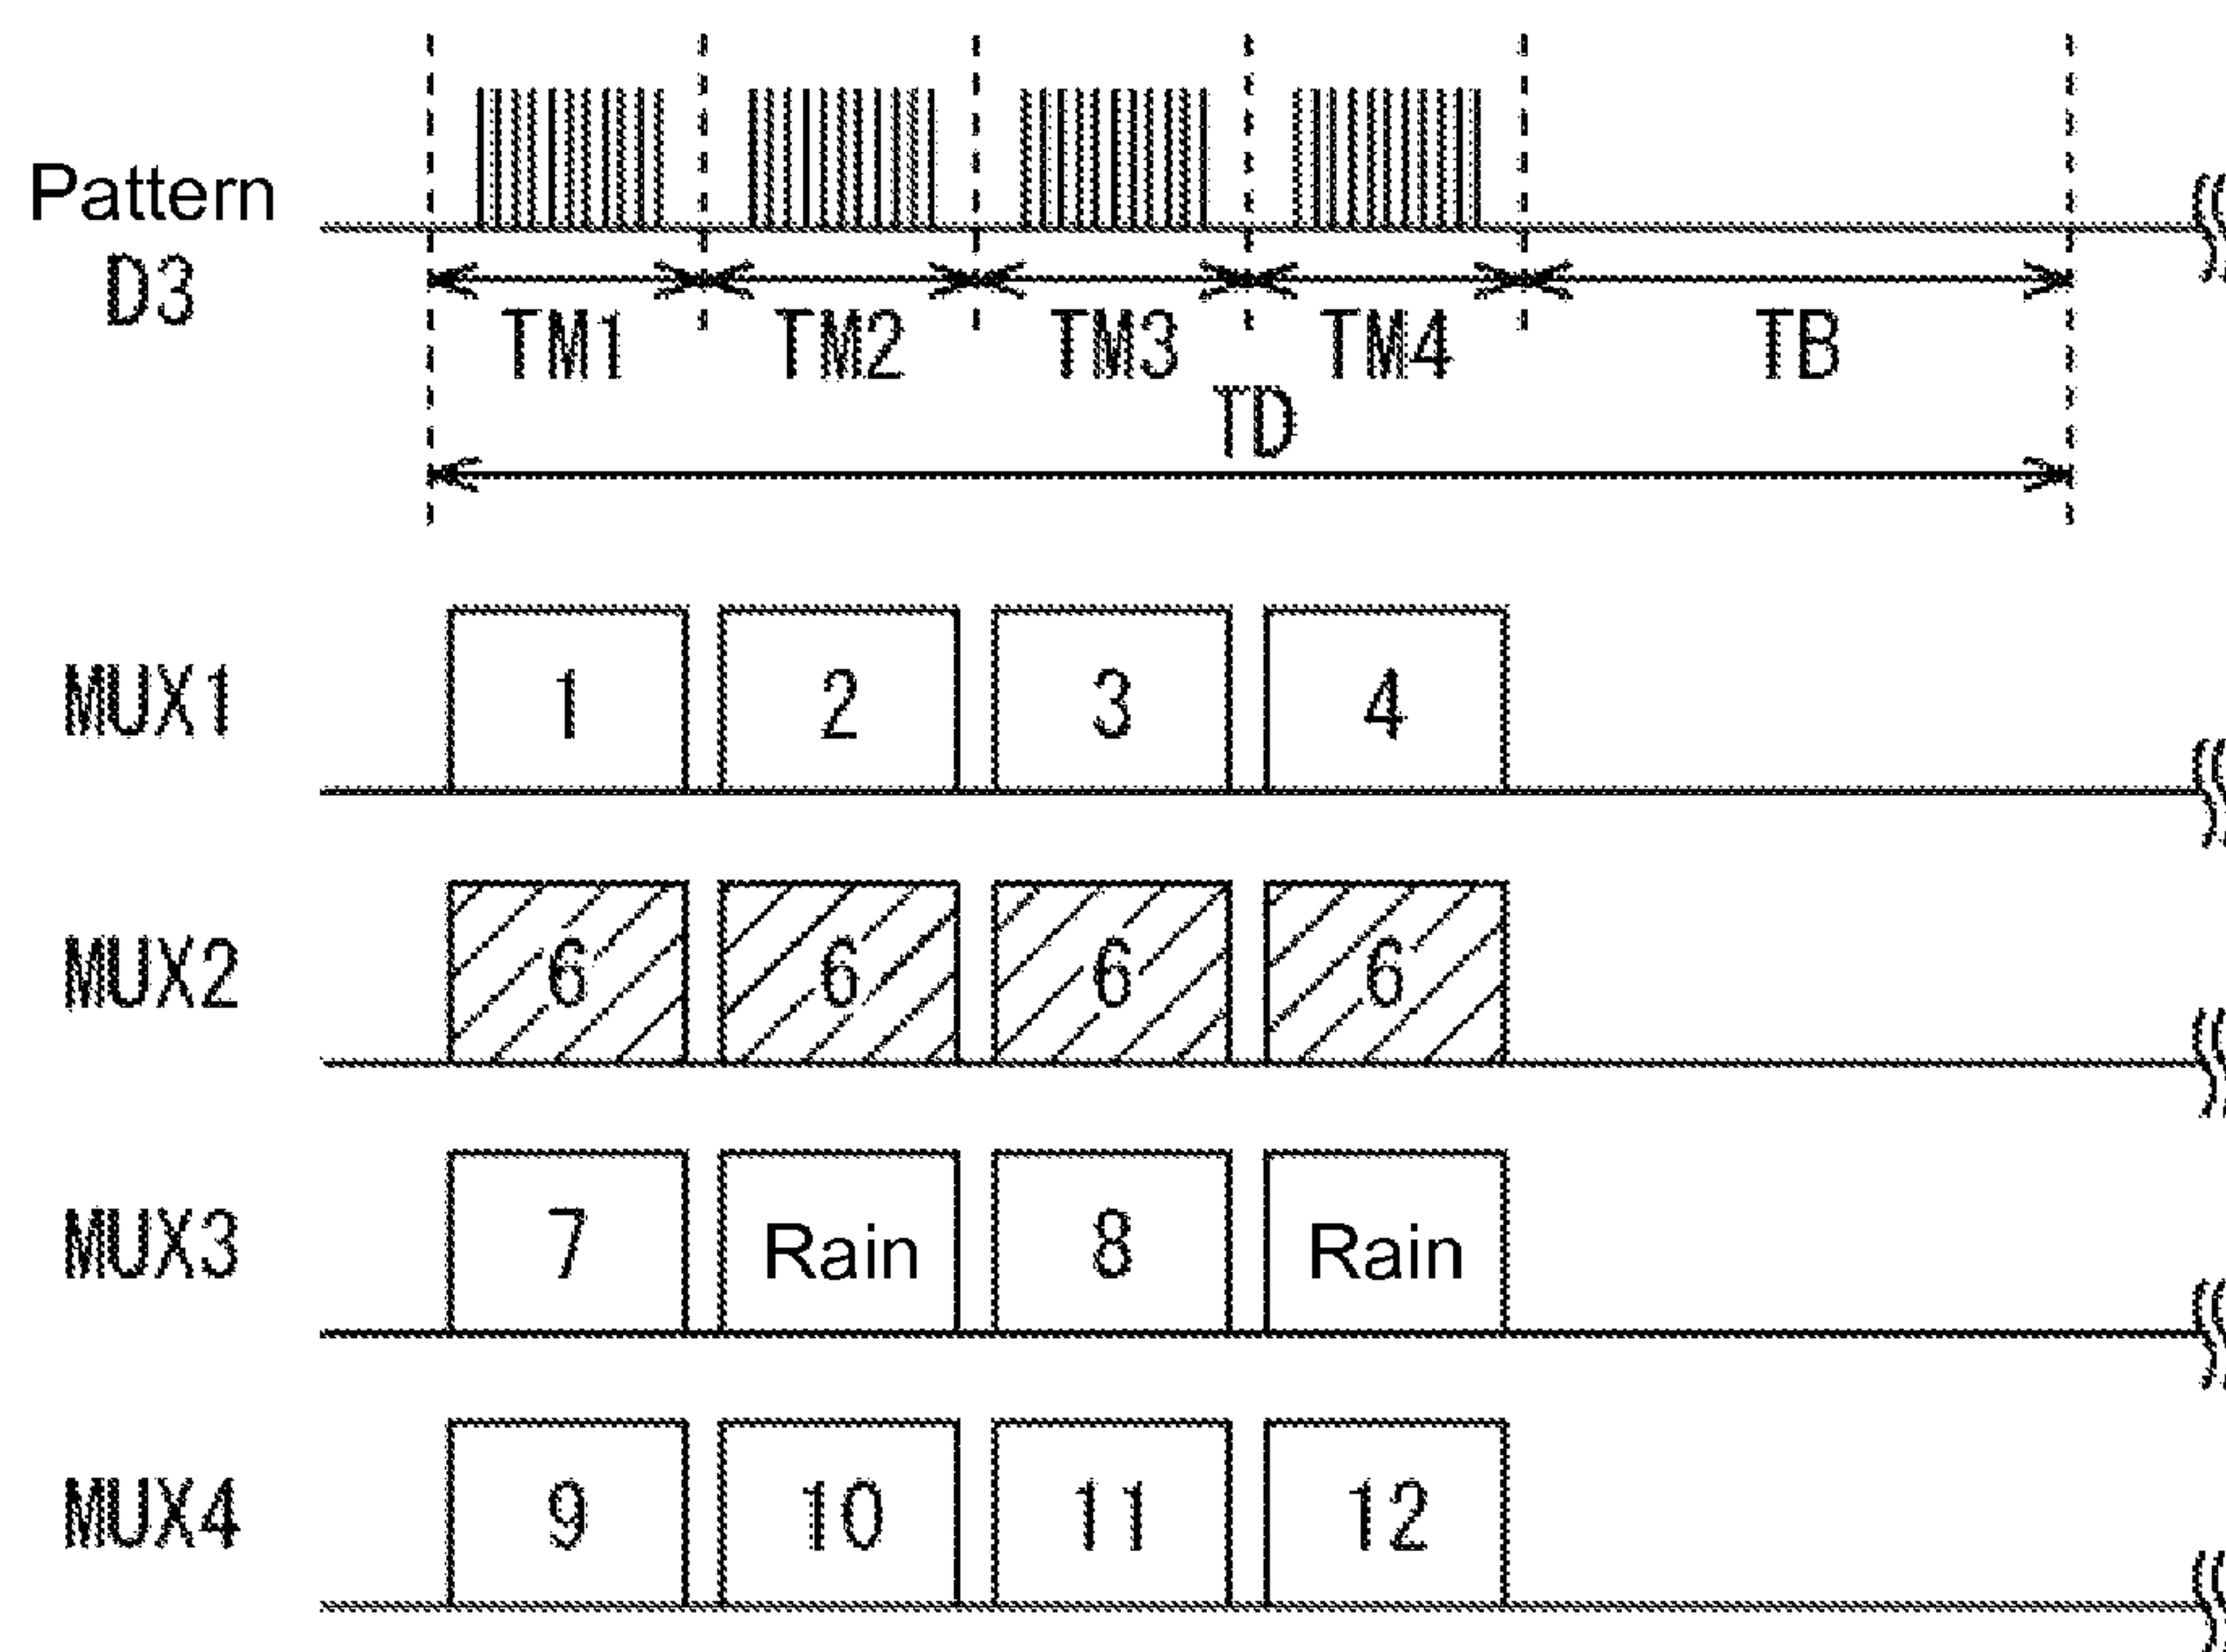 Pattern
D3
TM1 TM2 TM3 TM4 TB
TD
MUX1 1 2 3 4
MUX2 6 6 6 6
MUX3 7 Rain 8 Rain
MUX4 9 10 11 12